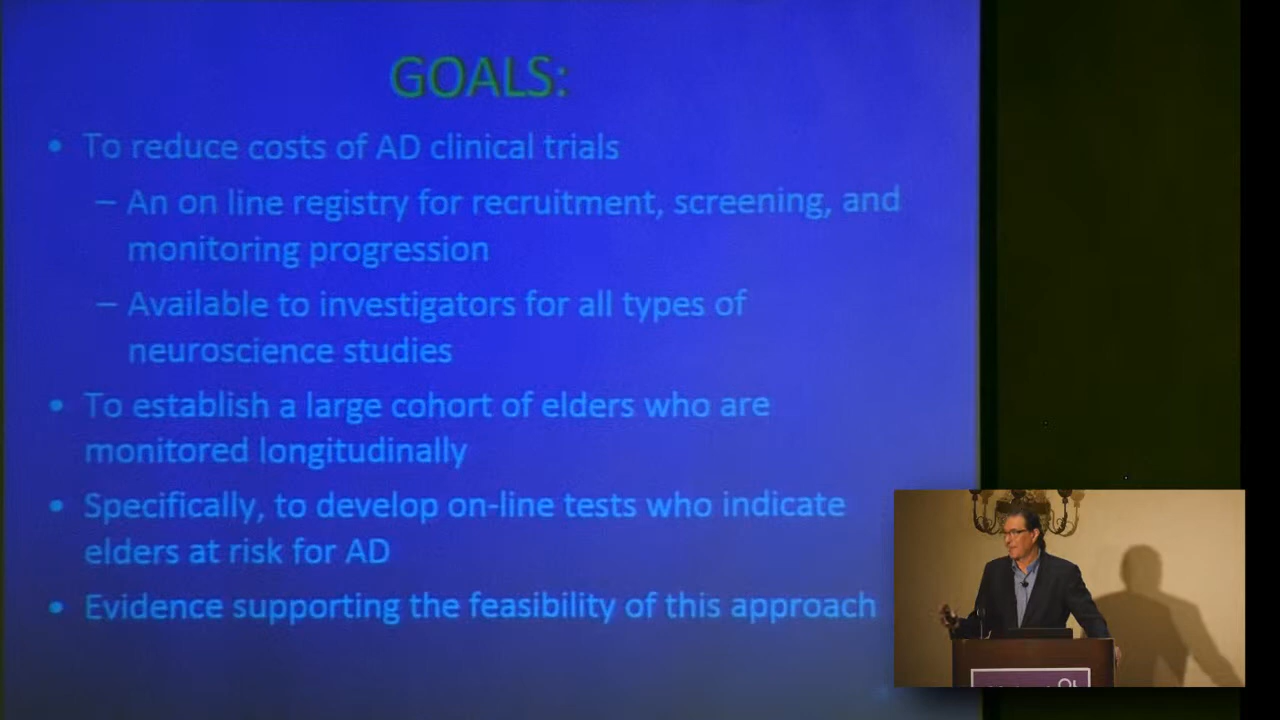 GOALS:
• To reduce costs of AD clinical trials
– An on line registry for recruitment, screening, and
monitoring progression
– Available to investigators for all types of
neuroscience studies
• To establish a large cohort of elders who are
monitored longitudinally
• Specifically, to develop on-line tests who indicate
elders at risk for AD
• Evidence supporting the feasibility of this approach